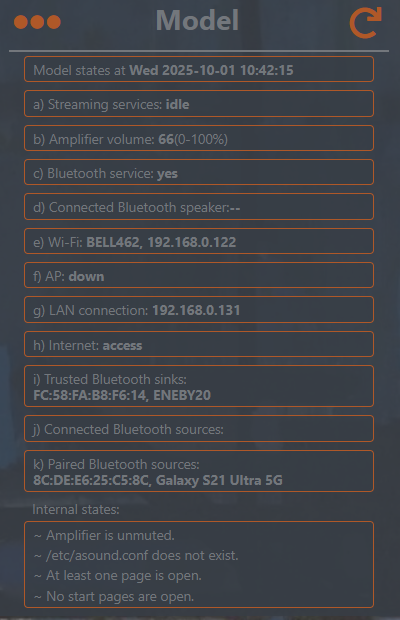 Model
Model states at Wed 2025-10-01 10:42:15
a) Streaming services: idle
b) Amplifier volume: 66(0-100%)
c) Bluetooth service: yes
d) Connected Bluetooth speaker:--
e) Wi-Fi: BELL462, 192.168.0.122
f) AP: down
g) LAN connection: 192.168.0.131
h) Internet: access
i) Trusted Bluetooth sinks:
FC:58:FA:B8:F6:14, ENEBY20
j) Connected Bluetooth sources:
k) Paired Bluetooth sources:
8C:DE:E6:25:C5:8C, Galaxy S21 Ultra 5G
Internal states:
~ Amplifier is unmuted.
~ /etc/asound.conf does not exist.
~ At least one page is open.
~ No start pages are open.